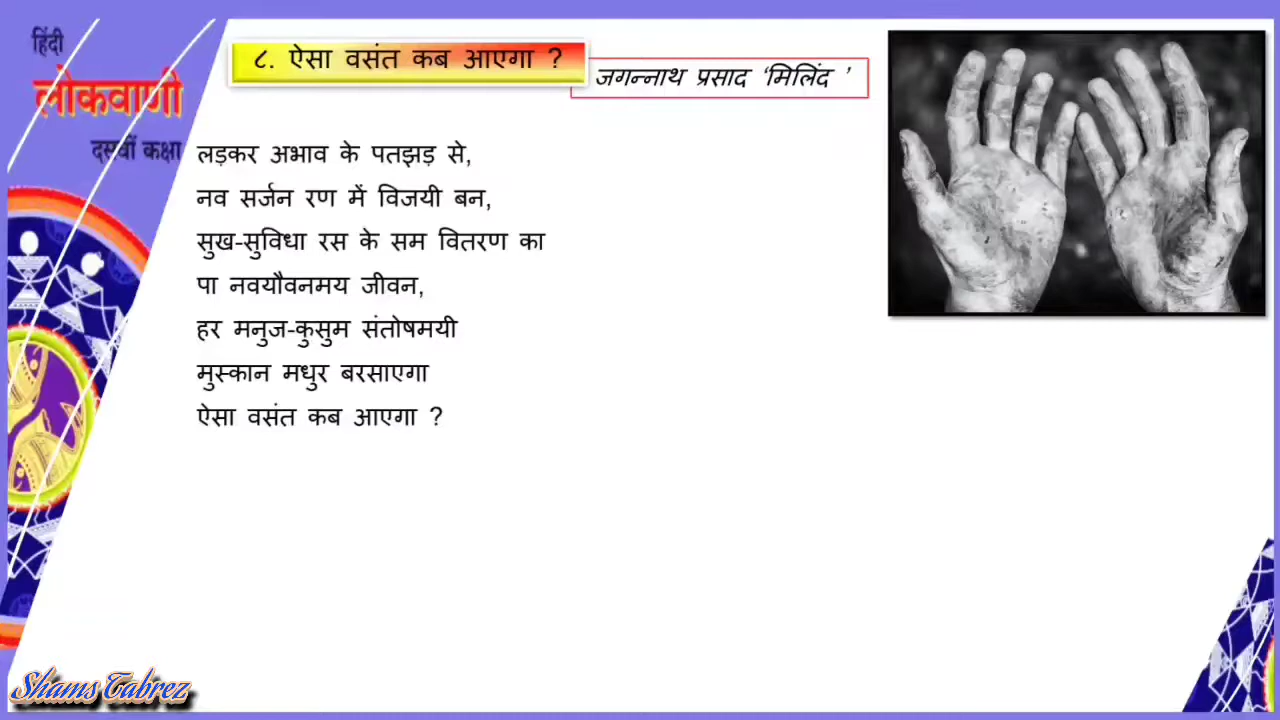 हिंदी
लोकवाणी
दसवीं कक्षा
८. ऐसा वसंत कब आएगा ?
जगन्नाथ प्रसाद ‘मिलिंद ’
लड़कर अभाव के पतझड़ से,
नव सर्जन रण में विजयी बन,
सुख-सुविधा रस के सम वितरण का
पा नवयौवनमय जीवन,
हर मनुज-कुसुम संतोषमयी
मुस्कान मधुर बरसाएगा
ऐसा वसंत कब आएगा ?
Shams Tabrez